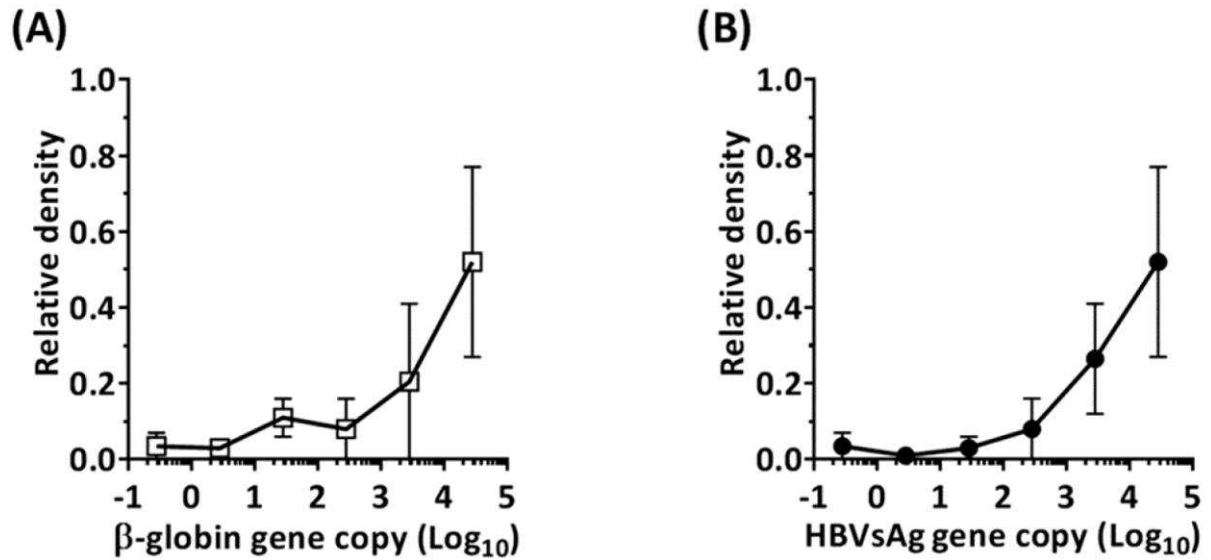 (A)
1.0
0.8
0.6
0.4
0.2
0.0
Relative density
-1 0 1 2 3 4 5
β-globin gene copy (Log10)
(B)
1.0
0.8
0.6
0.4
0.2
0.0
Relative density
-1 0 1 2 3 4 5
HBVsAg gene copy (Log10)